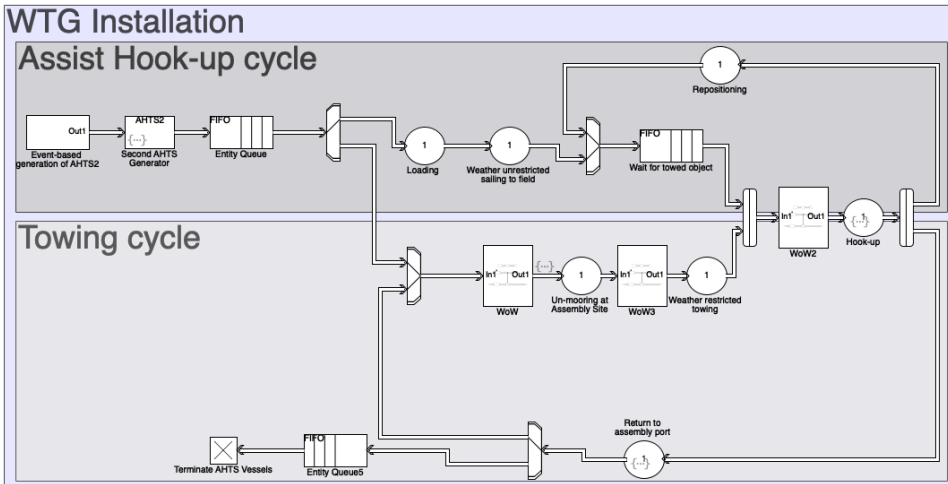 WTG Installation
Assist Hook-up cycle
1
Repositioning
Out1
Event-based
generation of AHTS2
AHTS2
{...}
Second AHTS
Generator
FIFO
Entity Queue
1
Loading
1
Weather unrestricted
sailing to field
FIFO
Wait for towed object
In1
Out1
WoW2
1
{...}
Hook-up
Towing cycle
In1
Out1
WoW
{...}
1
Un-mooring at
Assembly Site
In1
Out1
WoW3
1
Weather restricted
towing
Return to
assembly port
1
{...}
FIFO
Entity Queue5
Terminate AHTS Vessels